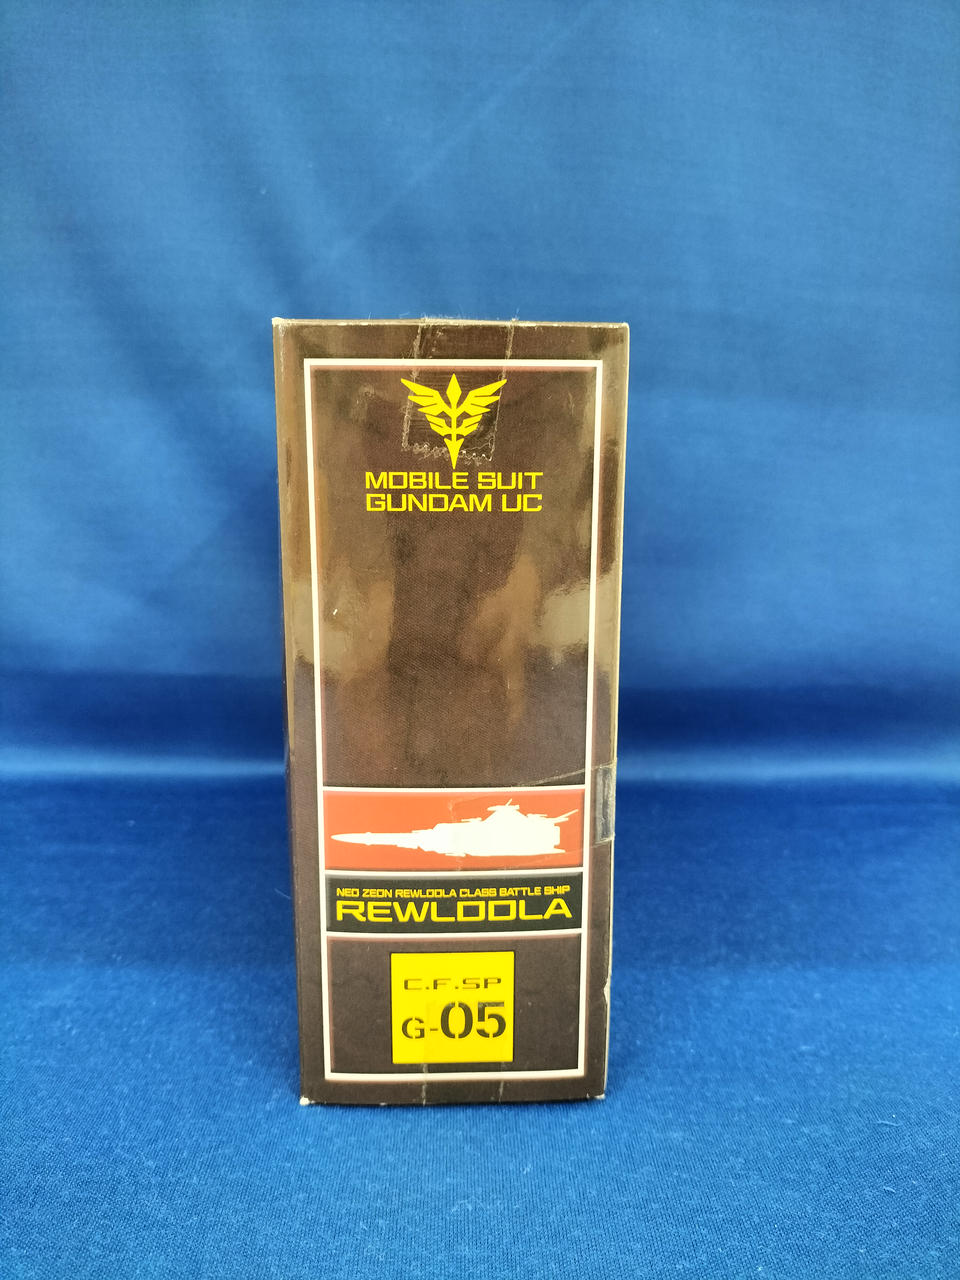 MOBILE SUIT
GUNDAM UC
NEO ZEON REWLOOLA CLASS BATTLE SHIP
REWLOOLA
C.F.SP
G-05